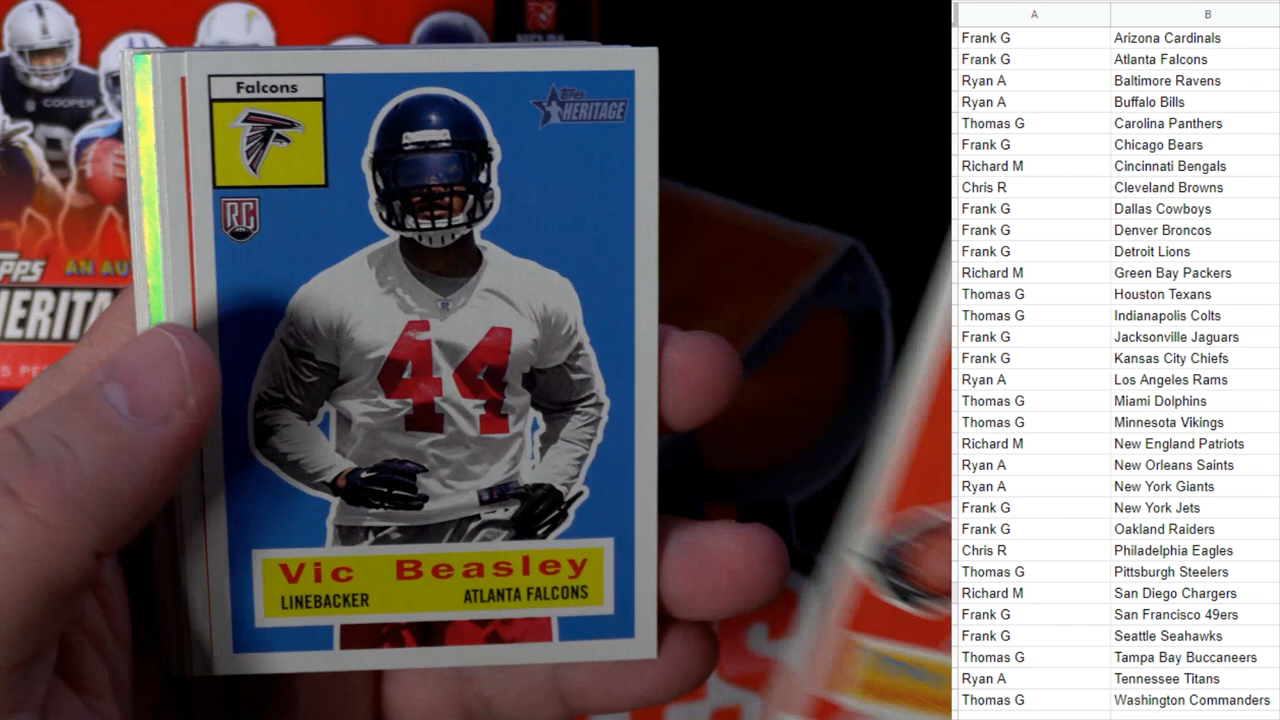 COOPER
PPS
AN AU
HERITA
Falcons
Topps
HERITAGE
RC
44
Vic Beasley
LINEBACKER
ATLANTA FALCONS
A B
Frank G Arizona Cardinals
Frank G Atlanta Falcons
Ryan A Baltimore Ravens
Ryan A Buffalo Bills
Thomas G Carolina Panthers
Frank G Chicago Bears
Richard M Cincinnati Bengals
Chris R Cleveland Browns
Frank G Dallas Cowboys
Frank G Denver Broncos
Frank G Detroit Lions
Richard M Green Bay Packers
Thomas G Houston Texans
Thomas G Indianapolis Colts
Frank G Jacksonville Jaguars
Frank G Kansas City Chiefs
Ryan A Los Angeles Rams
Thomas G Miami Dolphins
Thomas G Minnesota Vikings
Richard M New England Patriots
Ryan A New Orleans Saints
Ryan A New York Giants
Frank G New York Jets
Frank G Oakland Raiders
Chris R Philadelphia Eagles
Thomas G Pittsburgh Steelers
Richard M San Diego Chargers
Frank G San Francisco 49ers
Frank G Seattle Seahawks
Thomas G Tampa Bay Buccaneers
Ryan A Tennessee Titans
Thomas G Washington Commanders